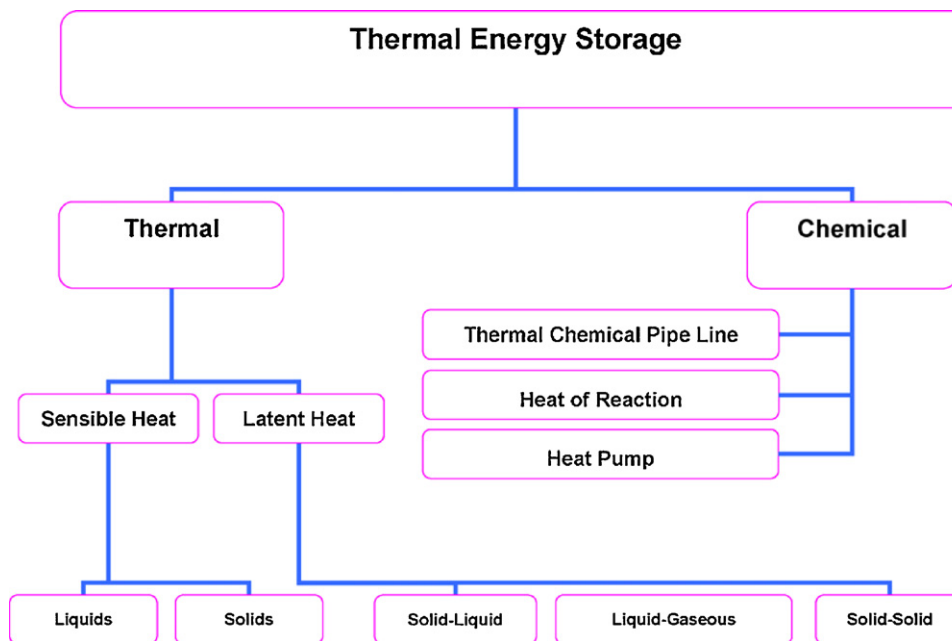 Thermal Energy Storage
Thermal
Chemical
Thermal Chemical Pipe Line
Heat of Reaction
Heat Pump
Sensible Heat
Latent Heat
Liquids
Solids
Solid-Liquid
Liquid-Gaseous
Solid-Solid